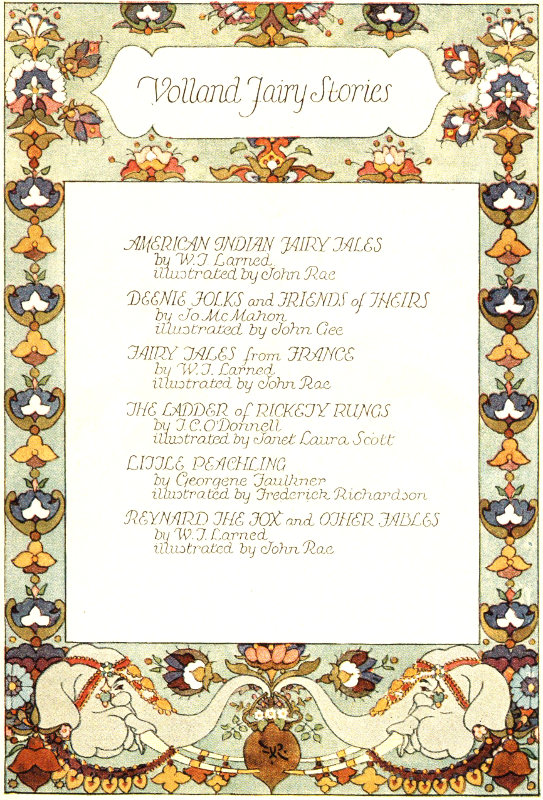 Volland Fairy Stories
AMERICAN INDIAN FAIRY TALES
by W.T. Larned
illustrated by John Rae
DEENIE FOLKS and FRIENDS of THEIRS
by Jo McMahon
illustrated by John Gee
FAIRY TALES from FRANCE
by W.T. Larned
illustrated by John Rae
THE LADDER of RICKETY RUNGS
by T.C. O'Donnell
illustrated by Janet Laura Scott
LITTLE PEACHLING
by Georgene Faulkner
illustrated by Frederick Richardson
REYNARD THE FOX and OTHER FABLES
by W.T. Larned
illustrated by John Rae